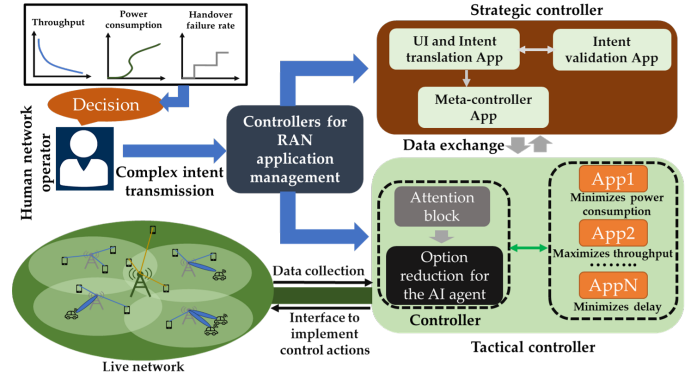 Throughput
Power
consumption
Handover
failure rate
Decision
Human network
operator
Complex intent
transmission
Controllers for
RAN
application
management
Strategic controller
UI and Intent
translation App
Intent
validation App
Meta-controller
App
Data exchange
Attention
block
Option
reduction for
the AI agent
Controller
App1
Minimizes power
consumption
App2
Maximizes throughput
........
AppN
Minimizes delay
Tactical controller
Data collection
Interface to
implement
control actions
Live network